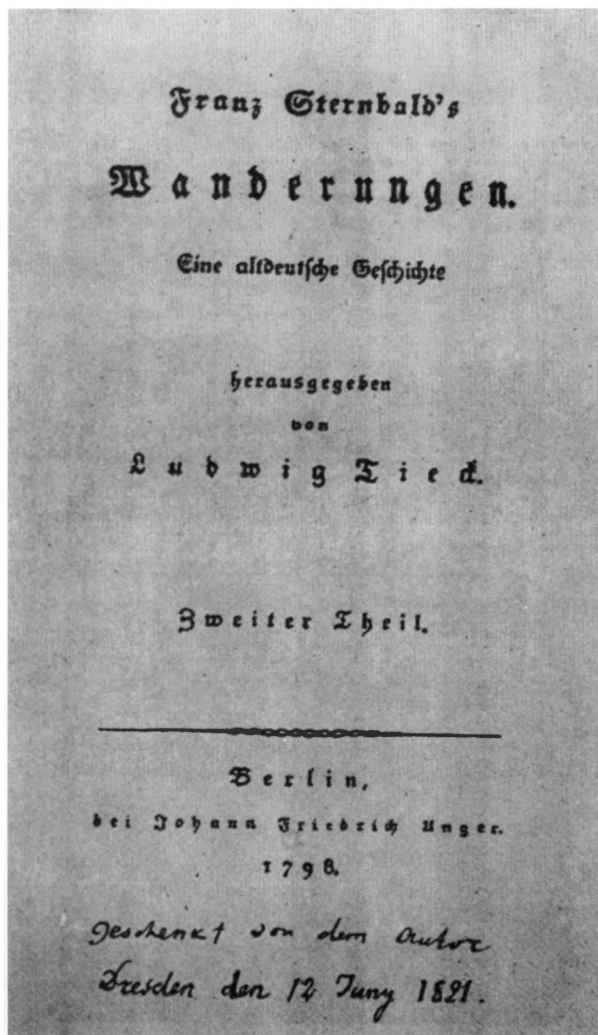 Franz Sternbald's
Wanderungen.
Eine altdeutsche Geschichte
herausgegeben
von
Ludwig Tieck.
Zweiter Theil.
Berlin,
bei Johann Friedrich Unger.
1798.
geschenkt von dem Autor
Dresden den 12 Juny 1821.